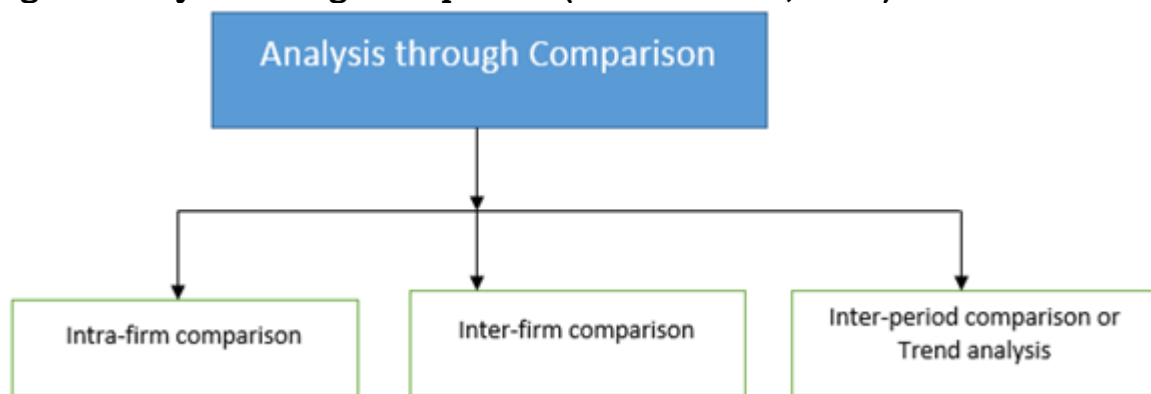 Analysis through Comparison
Intra-firm comparison
Inter-firm comparison
Inter-period comparison or
Trend analysis